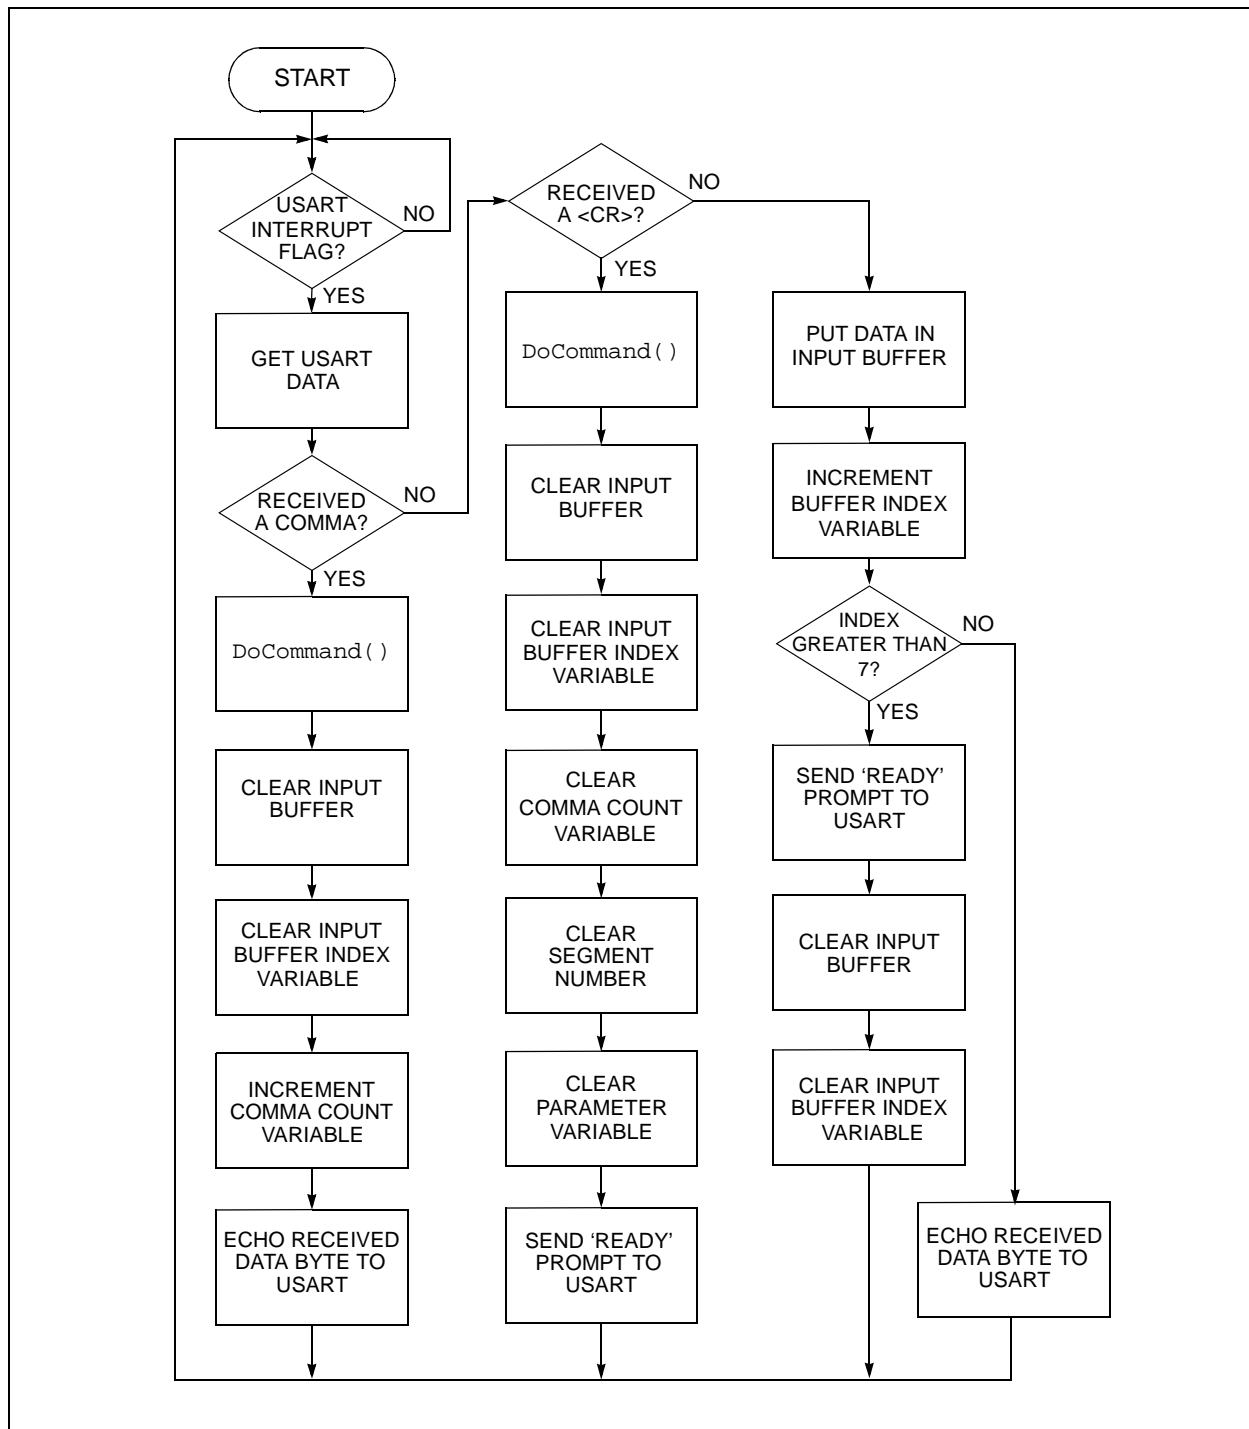 START
USART
INTERRUPT
FLAG?
NO
YES
GET USART
DATA
RECEIVED
A COMMA?
NO
YES
DoCommand()
CLEAR INPUT
BUFFER
CLEAR INPUT
BUFFER INDEX
VARIABLE
INCREMENT
COMMA COUNT
VARIABLE
ECHO RECEIVED
DATA BYTE TO
USART
RECEIVED
A <CR>?
NO
YES
DoCommand()
CLEAR INPUT
BUFFER
CLEAR INPUT
BUFFER INDEX
VARIABLE
CLEAR
COMMA COUNT
VARIABLE
CLEAR
SEGMENT
NUMBER
CLEAR
PARAMETER
VARIABLE
SEND ‘READY’
PROMPT TO
USART
PUT DATA IN
INPUT BUFFER
INCREMENT
BUFFER INDEX
VARIABLE
INDEX
GREATER THAN
7?
NO
YES
SEND ‘READY’
PROMPT TO
USART
CLEAR INPUT
BUFFER
CLEAR INPUT
BUFFER INDEX
VARIABLE
ECHO RECEIVED
DATA BYTE TO
USART